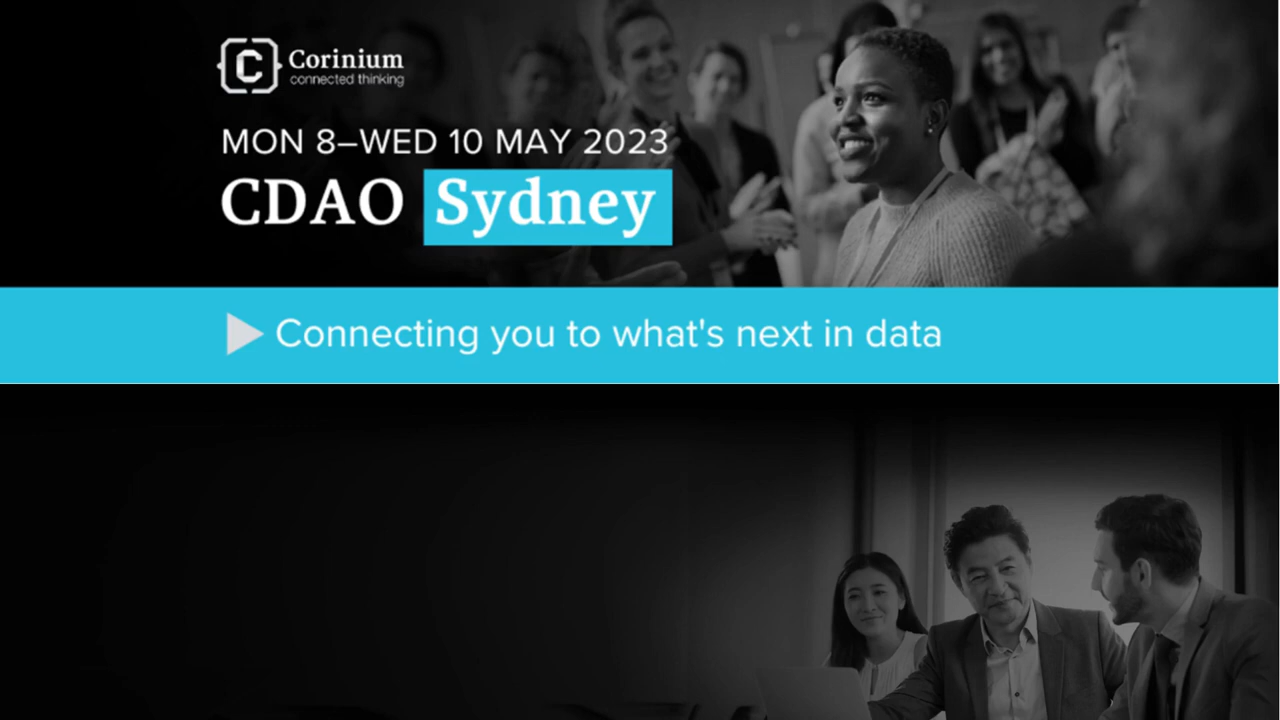 Corinium
connected thinking
MON 8–WED 10 MAY 2023
CDAO Sydney
Connecting you to what's next in data